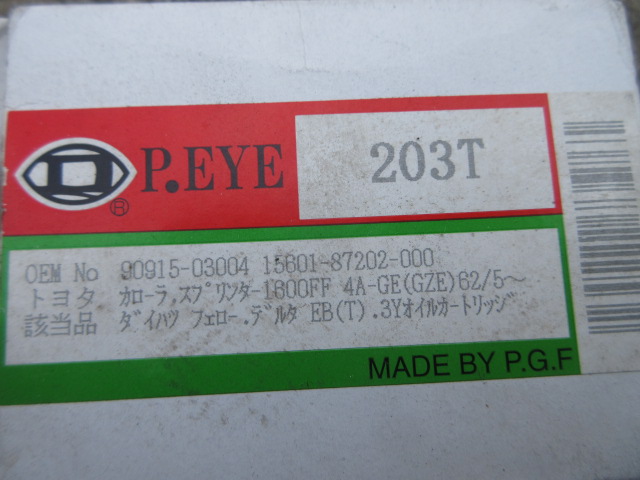 P.EYE
®
203T
OEM No 90915-03004 15601-87202-000
トヨタ ｶﾛｰﾗ,ｽﾌﾟﾘﾝﾀﾞｰ1600FF 4A-GE(GZE)62/5～
該当品 ﾀﾞｲﾊﾂ ﾌｪﾛｰ.ﾃﾞﾙﾀ EB(T).3Yｵｲﾙｶｰﾄﾘｯｼﾞ
MADE BY P.G.F